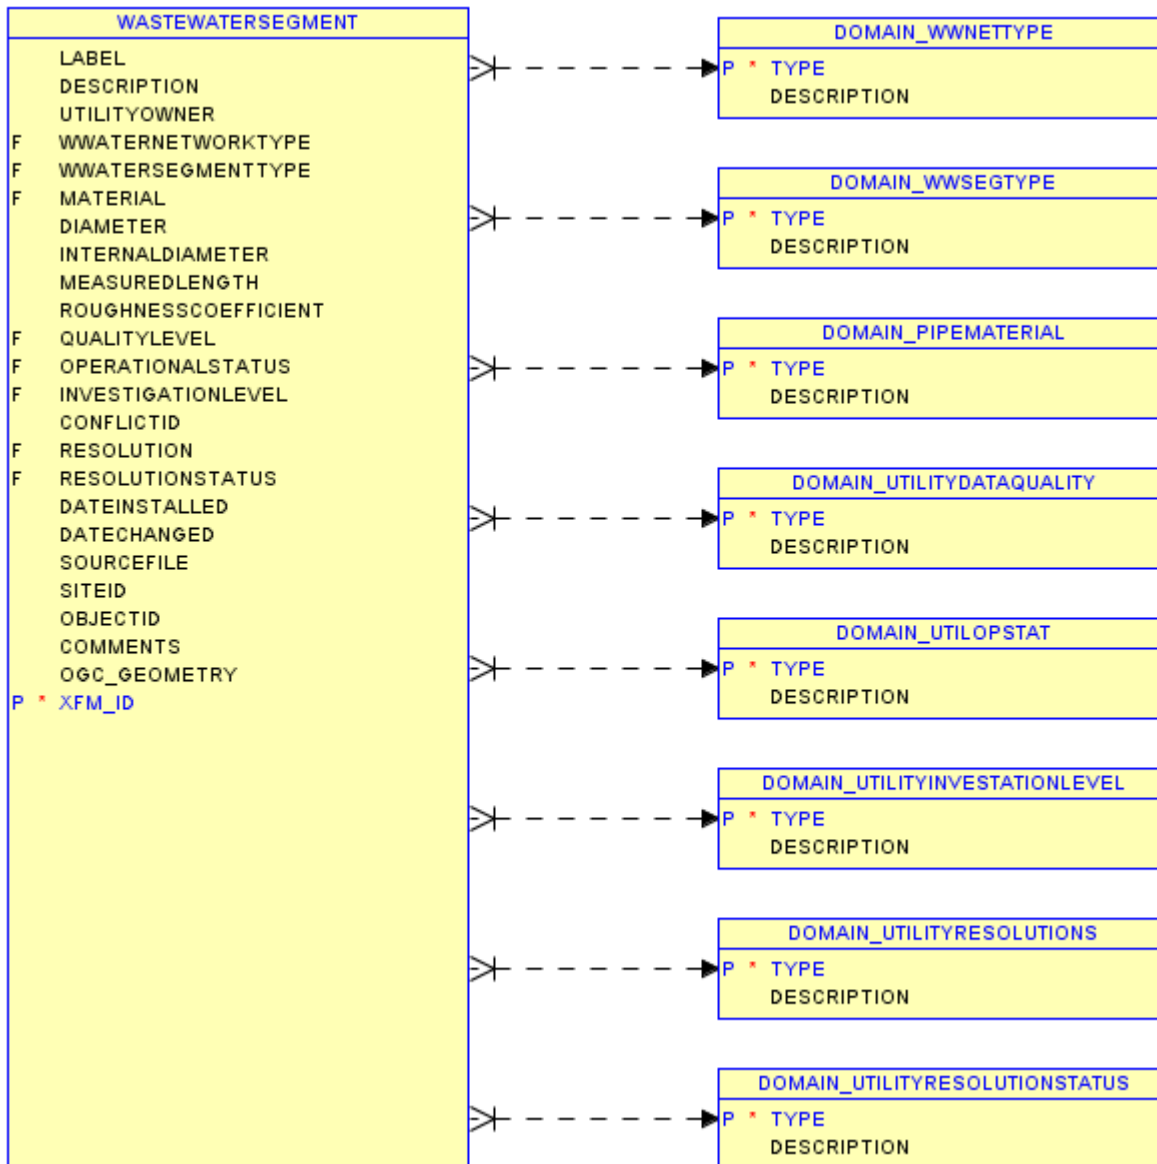 WASTEWATERSEGMENT
LABEL
DESCRIPTION
UTILITYOWNER
F WWATERNETWORKTYPE
F WWATERSEGMENTTYPE
F MATERIAL
DIAMETER
INTERNALDIAMETER
MEASUREDLENGTH
ROUGHNESSCOEFFICIENT
F QUALITYLEVEL
F OPERATIONALSTATUS
F INVESTIGATIONLEVEL
CONFLICTID
F RESOLUTION
F RESOLUTIONSTATUS
DATEINSTALLED
DATECHANGED
SOURCEFILE
SITEID
OBJECTID
COMMENTS
OGC_GEOMETRY
P * XFM_ID
DOMAIN_WWNETTYPE
P * TYPE
DESCRIPTION
DOMAIN_WWSEGTYPE
P * TYPE
DESCRIPTION
DOMAIN_PIPEMATERIAL
P * TYPE
DESCRIPTION
DOMAIN_UTILITYDATAQUALITY
P * TYPE
DESCRIPTION
DOMAIN_UTILOPSTAT
P * TYPE
DESCRIPTION
DOMAIN_UTILITYINVESTATIONLEVEL
P * TYPE
DESCRIPTION
DOMAIN_UTILITYRESOLUTIONS
P * TYPE
DESCRIPTION
DOMAIN_UTILITYRESOLUTIONSTATUS
P * TYPE
DESCRIPTION